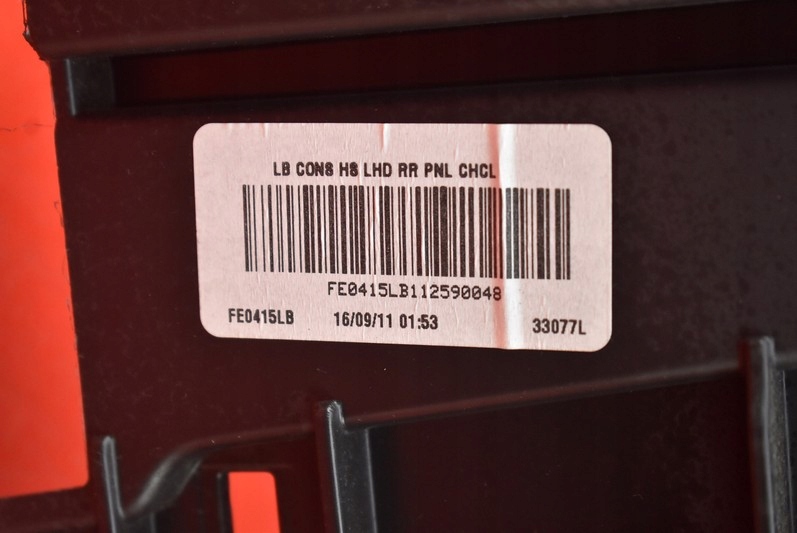 LB CONS HS LHD RR PNL CHCL
FE0415LB112590048
FE0415LB 16/09/11 01:53 33077L